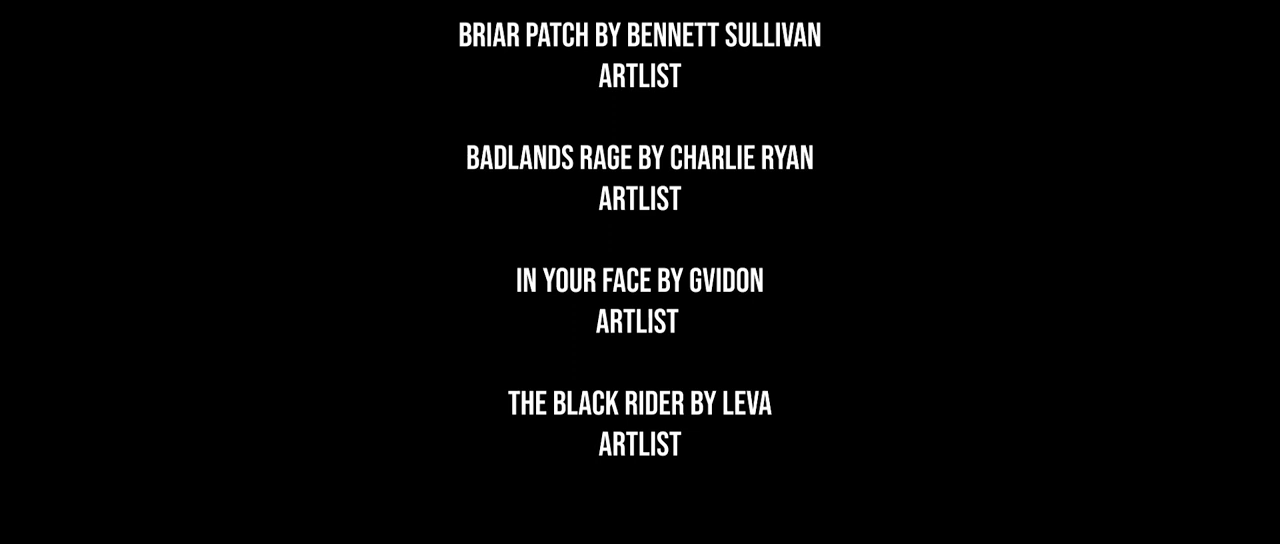 BRIAR PATCH BY BENNETT SULLIVAN
ARTLIST
BADLANDS RAGE BY CHARLIE RYAN
ARTLIST
IN YOUR FACE BY GVIDON
ARTLIST
THE BLACK RIDER BY LEVA
ARTLIST